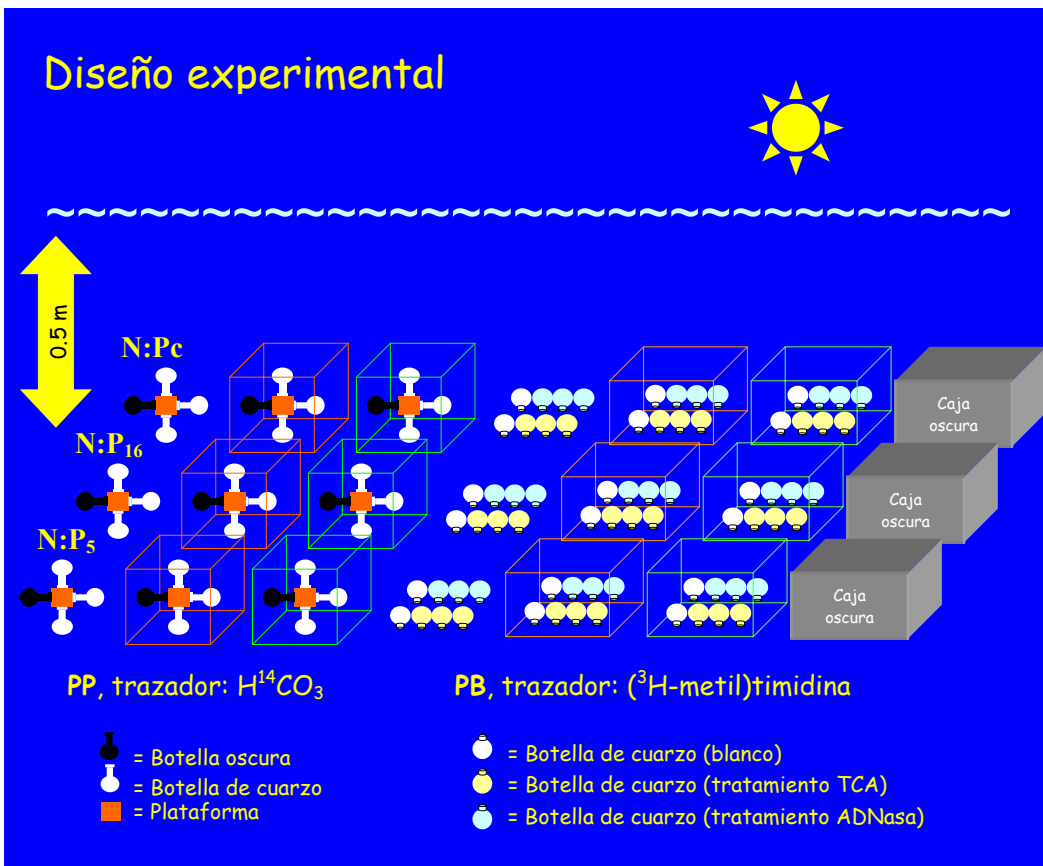 Diseño experimental
0.5 m
N:Pc
Caja
oscura
N:P₁₆
Caja
oscura
N:P₅
Caja
oscura
PP, trazador: H¹⁴CO₃
PB, trazador: (³H-metil)timidina
= Botella oscura
= Botella de cuarzo
= Plataforma
= Botella de cuarzo (blanco)
= Botella de cuarzo (tratamiento TCA)
= Botella de cuarzo (tratamiento ADNasa)